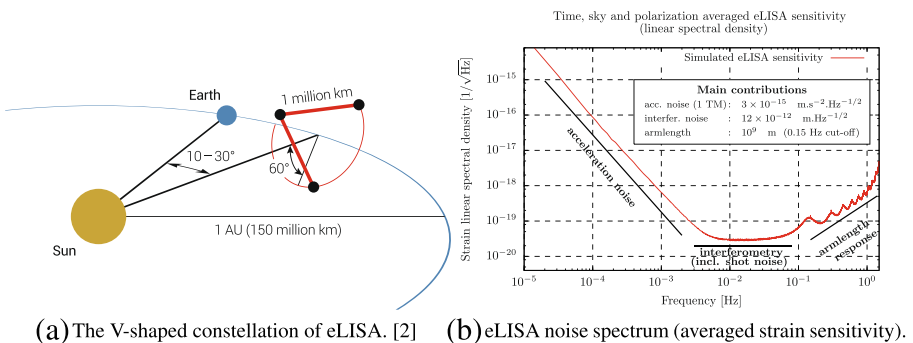 Earth
1 million km
10–30°
60°
1 AU (150 million km)
Sun
(a) The V-shaped constellation of eLISA. [2]
Time, sky and polarization averaged eLISA sensitivity
(linear spectral density)
Strain linear spectral density [1/√Hz]
10⁻¹⁵
10⁻¹⁶
10⁻¹⁷
10⁻¹⁸
10⁻¹⁹
10⁻²⁰
Simulated eLISA sensitivity
Main contributions
acc. noise (1 TM): 3 × 10⁻¹⁵ m.s⁻².Hz⁻¹/²
interfer. noise : 12 × 10⁻¹² m.Hz⁻¹/²
armlength : 10⁹ m (0.15 Hz cut-off)
acceleration noise
interferometry
(incl. shot noise)
armlength
response
10⁻⁵ 10⁻⁴ 10⁻³ 10⁻² 10⁻¹ 10⁰
Frequency [Hz]
(b) eLISA noise spectrum (averaged strain sensitivity).